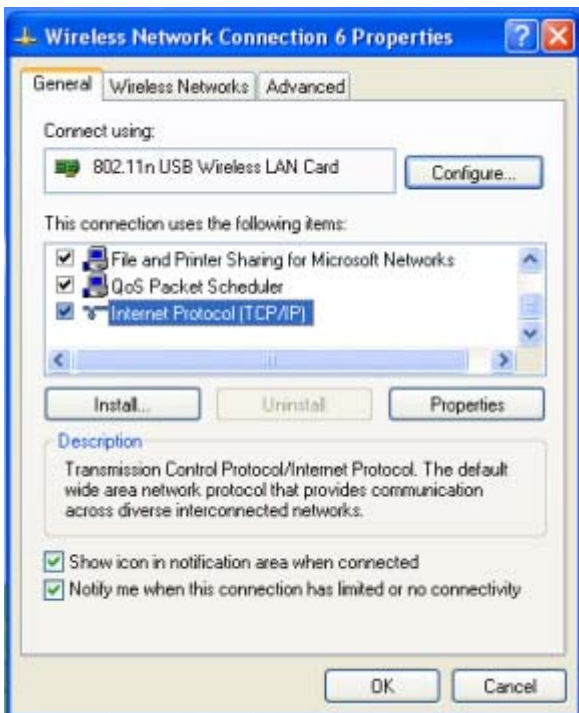 Wireless Network Connection 6 Properties
General Wireless Networks Advanced
Connect using:
802.11n USB Wireless LAN Card
Configure...
This connection uses the following items:
File and Printer Sharing for Microsoft Networks
QoS Packet Scheduler
Internet Protocol (TCP/IP)
Install... Uninstall Properties
Description
Transmission Control Protocol/Internet Protocol. The default
wide area network protocol that provides communication
across diverse interconnected networks.
Show icon in notification area when connected
Notify me when this connection has limited or no connectivity
OK Cancel